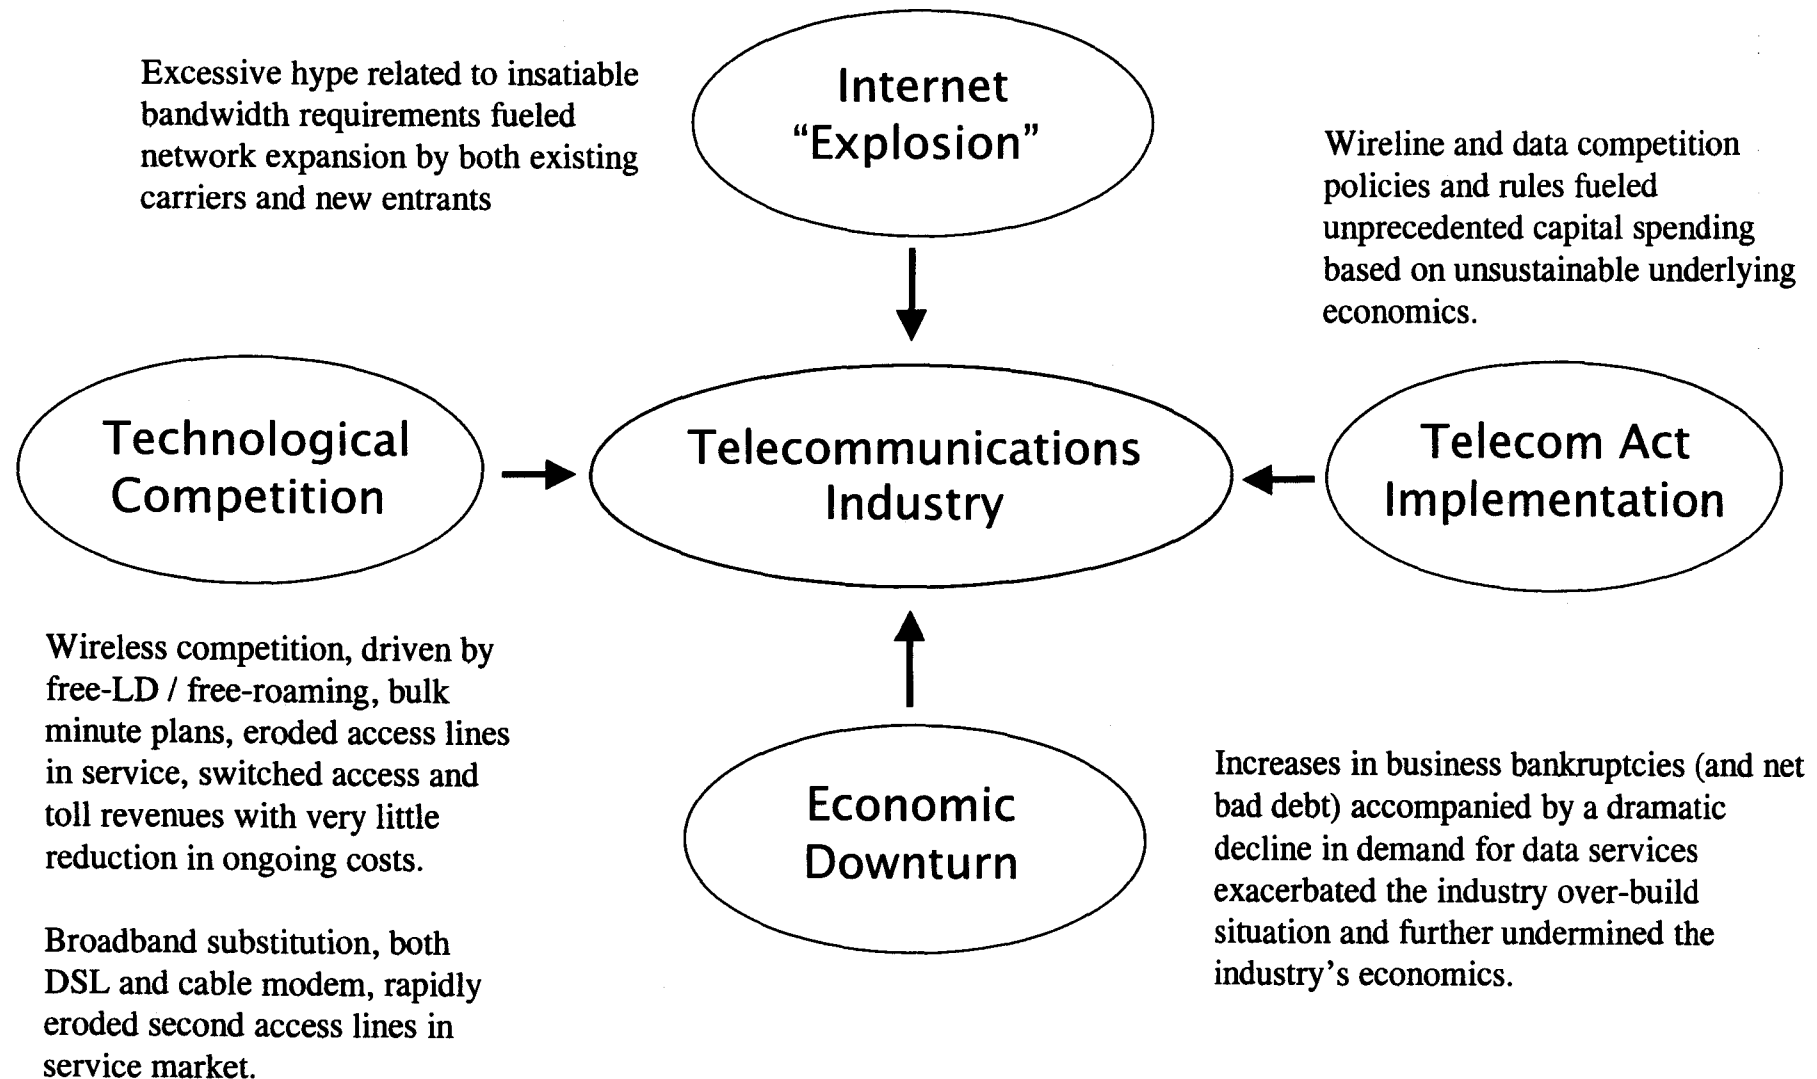 Excessive hype related to insatiable
bandwidth requirements fueled
network expansion by both existing
carriers and new entrants
Internet
“Explosion”
Wireline and data competition
policies and rules fueled
unprecedented capital spending
based on unsustainable underlying
economics.
Technological
Competition
Telecommunications
Industry
Telecom Act
Implementation
Wireless competition, driven by
free-LD / free-roaming, bulk
minute plans, eroded access lines
in service, switched access and
toll revenues with very little
reduction in ongoing costs.
Broadband substitution, both
DSL and cable modem, rapidly
eroded second access lines in
service market.
Economic
Downturn
Increases in business bankruptcies (and net
bad debt) accompanied by a dramatic
decline in demand for data services
exacerbated the industry over-build
situation and further undermined the
industry’s economics.